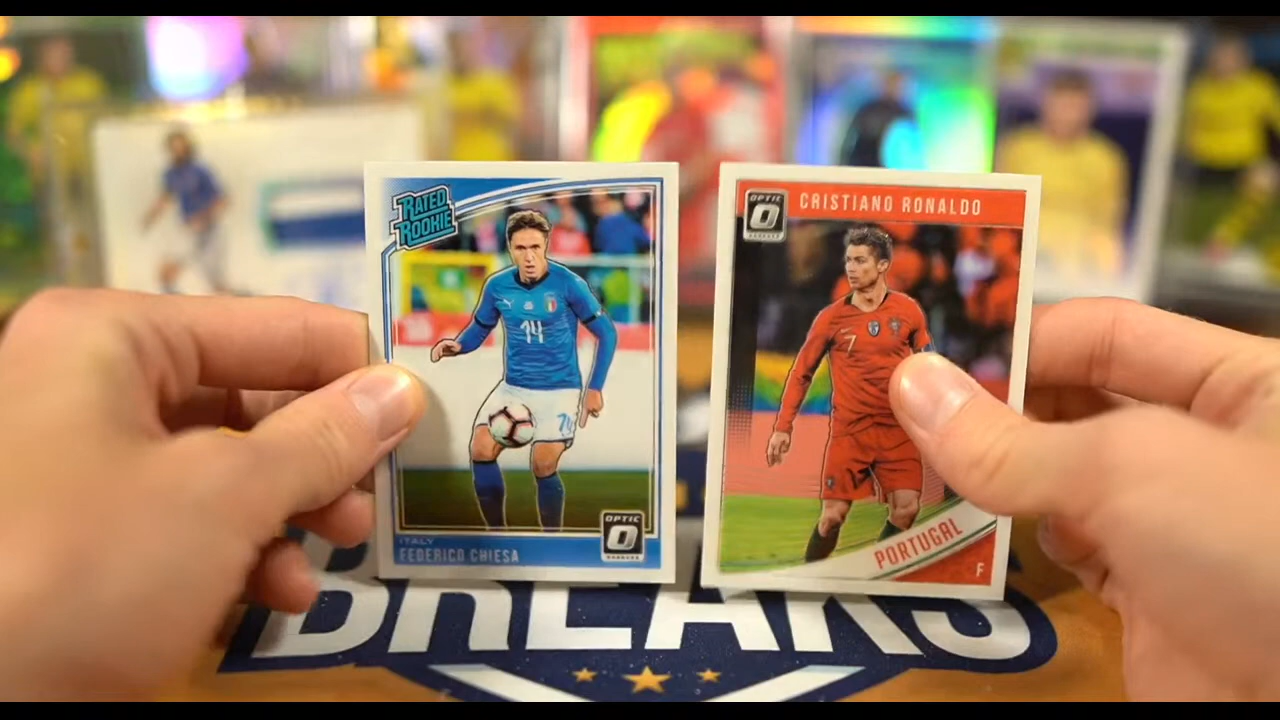 RATED
ROOKIE
14
OPTIC
ITALY
FEDERICO CHIESA
OPTIC
CRISTIANO RONALDO
7
PORTUGAL
F
BREAKS